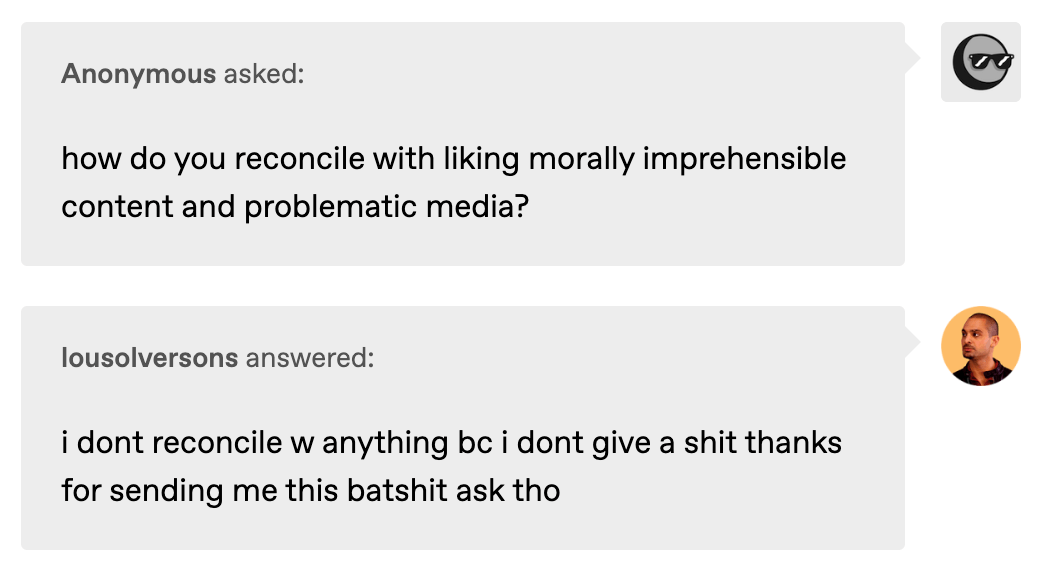 Anonymous asked:
how do you reconcile with liking morally imprehensible
content and problematic media?
lousolversons answered:
i dont reconcile w anything bc i dont give a shit thanks
for sending me this batshit ask tho